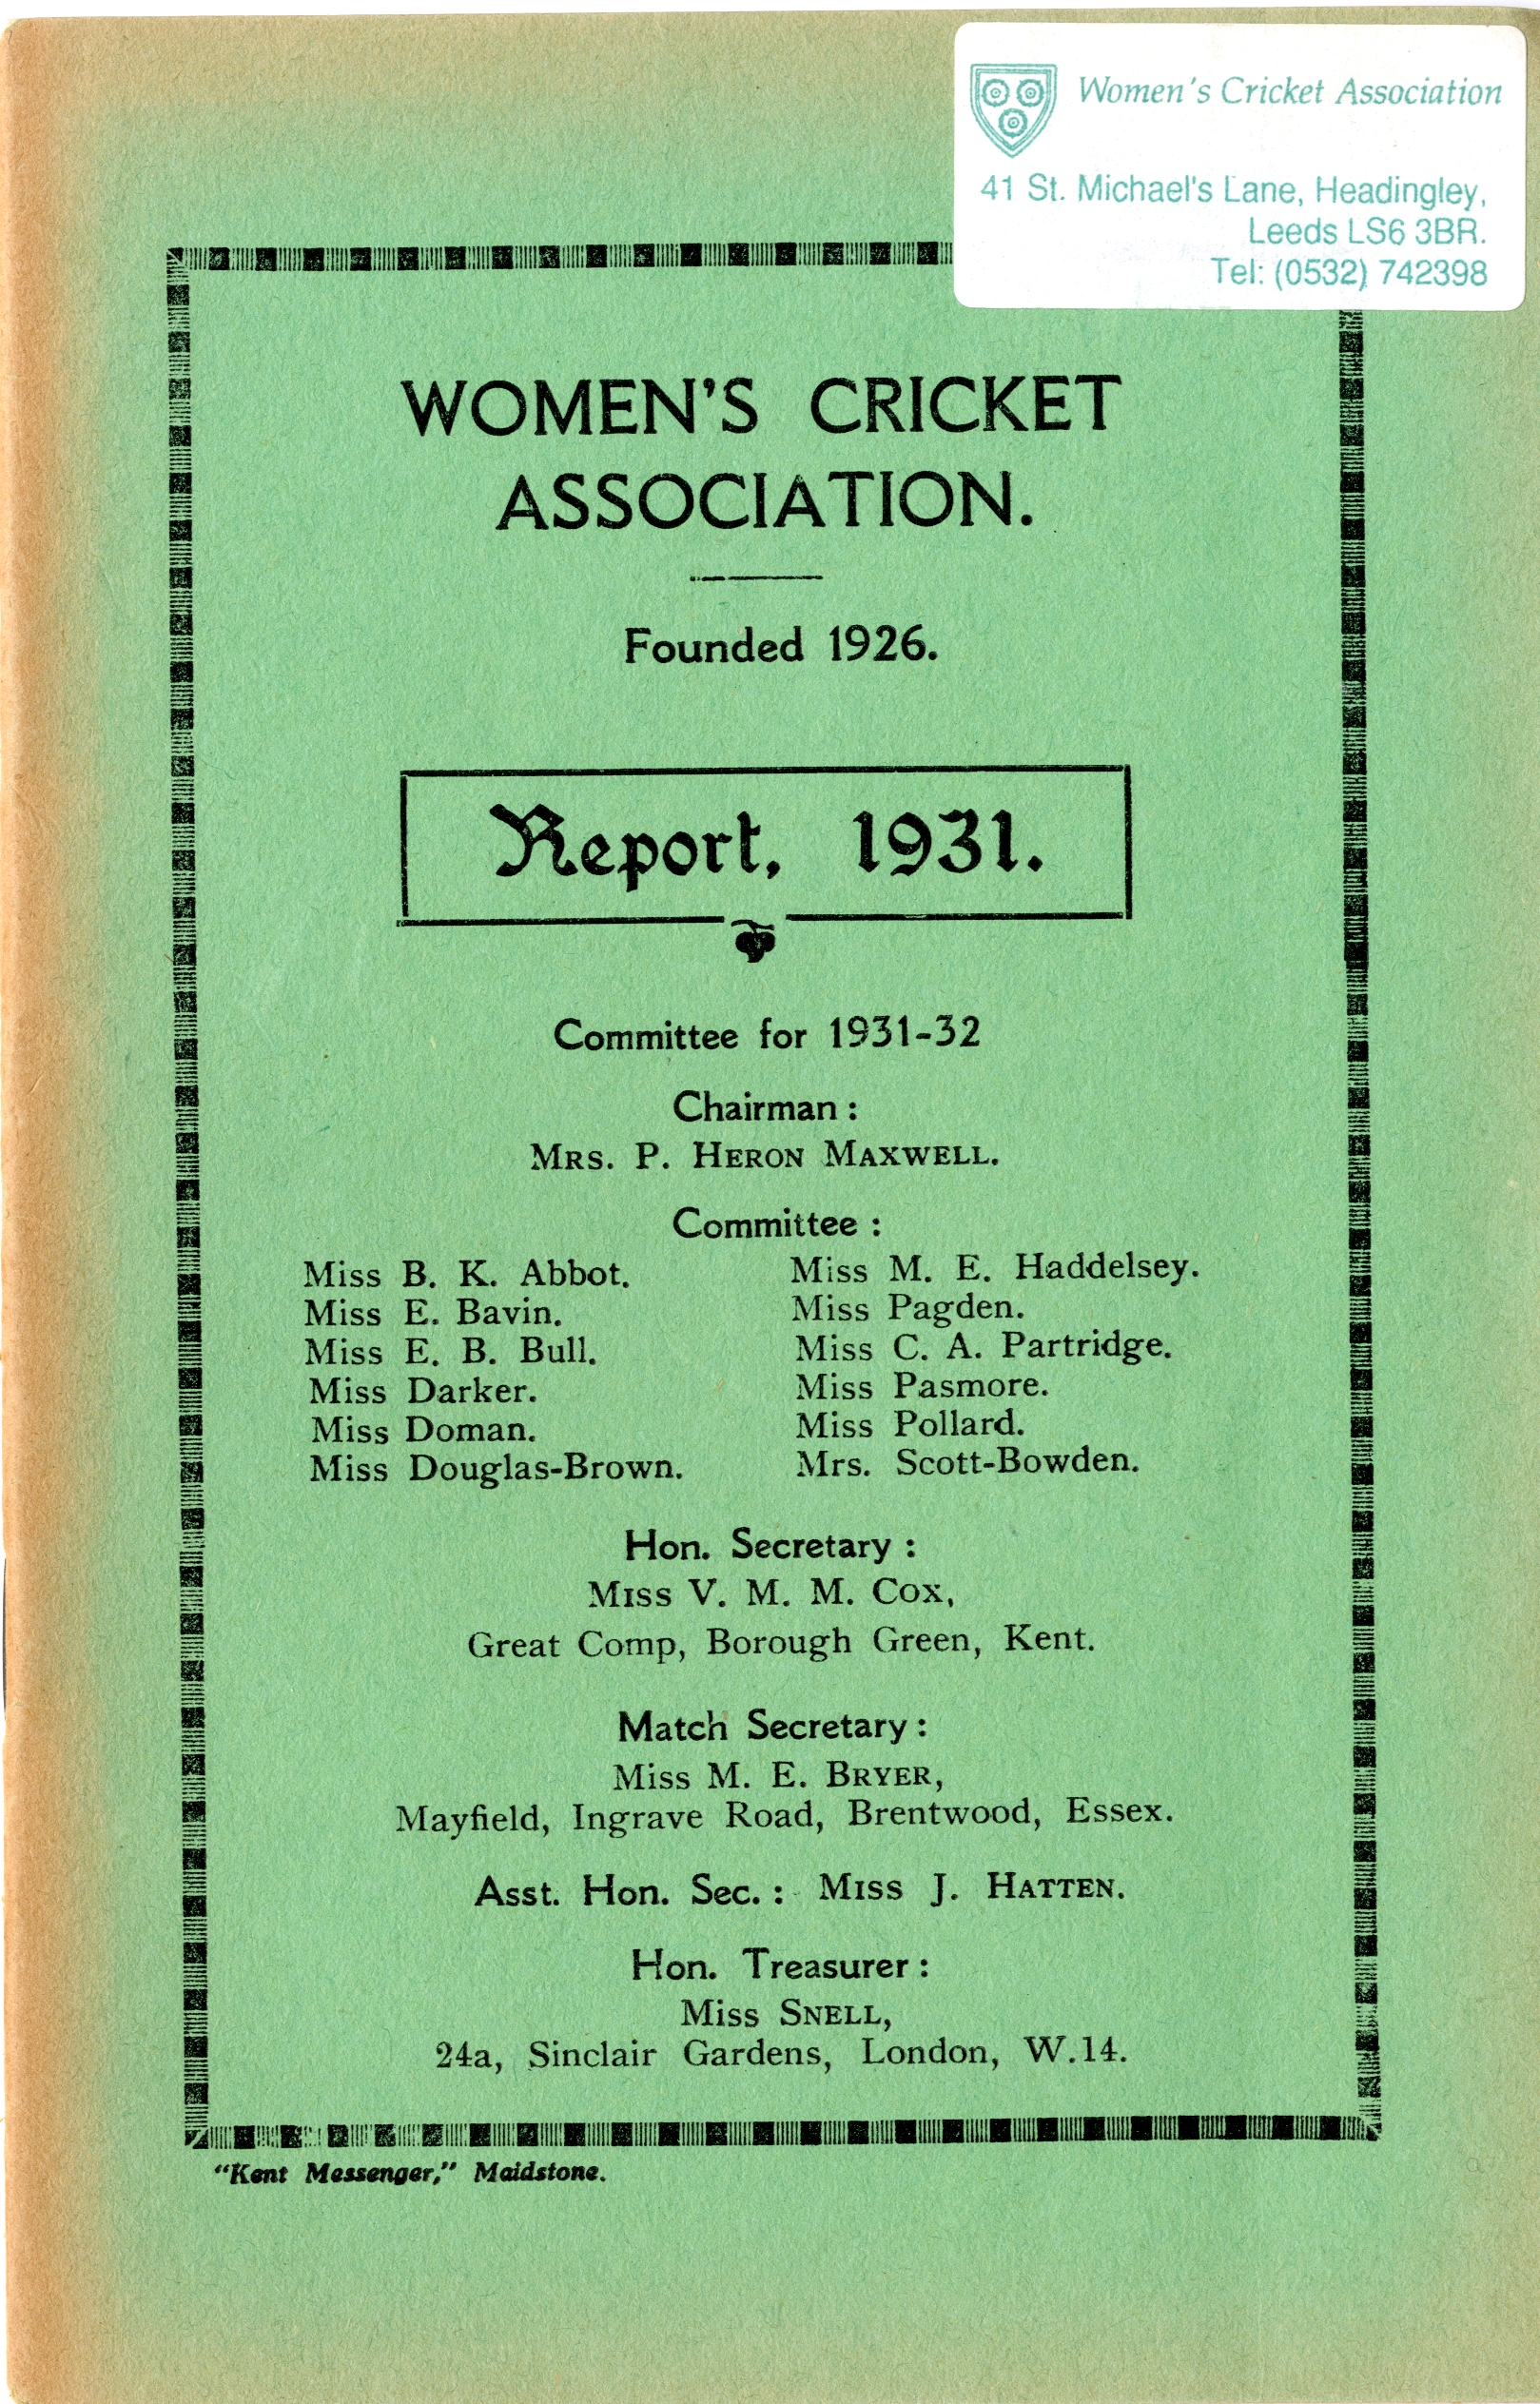 Women's Cricket Association
41 St. Michael's Lane, Headingley,
Leeds LS6 3BR.
Tel: (0532) 742398
WOMEN'S CRICKET
ASSOCIATION.
Founded 1926.
Report, 1931.
Committee for 1931-32
Chairman :
MRS. P. HERON MAXWELL.
Committee :
Miss B. K. Abbot.
Miss E. Bavin.
Miss E. B. Bull.
Miss Darker.
Miss Doman.
Miss Douglas-Brown.
Miss M. E. Haddelsey.
Miss Pagden.
Miss C. A. Partridge.
Miss Pasmore.
Miss Pollard.
Mrs. Scott-Bowden.
Hon. Secretary :
MISS V. M. M. COX,
Great Comp, Borough Green, Kent.
Match Secretary :
Miss M. E. BRYER,
Mayfield, Ingrave Road, Brentwood, Essex.
Asst. Hon. Sec. : MISS J. HATTEN.
Hon. Treasurer :
Miss SNELL,
24a, Sinclair Gardens, London, W.14.
"Kent Messenger," Maidstone.